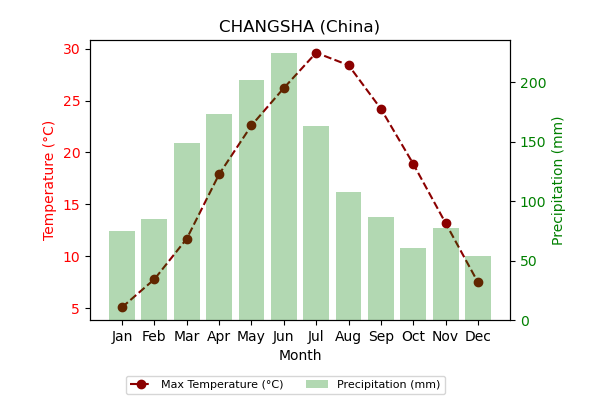 CHANGSHA (China)
30
25
20
15
10
5
Temperature (°C)
200
150
100
50
0
Precipitation (mm)
Jan Feb Mar Apr May Jun Jul Aug Sep Oct Nov Dec
Month
Max Temperature (°C) Precipitation (mm)